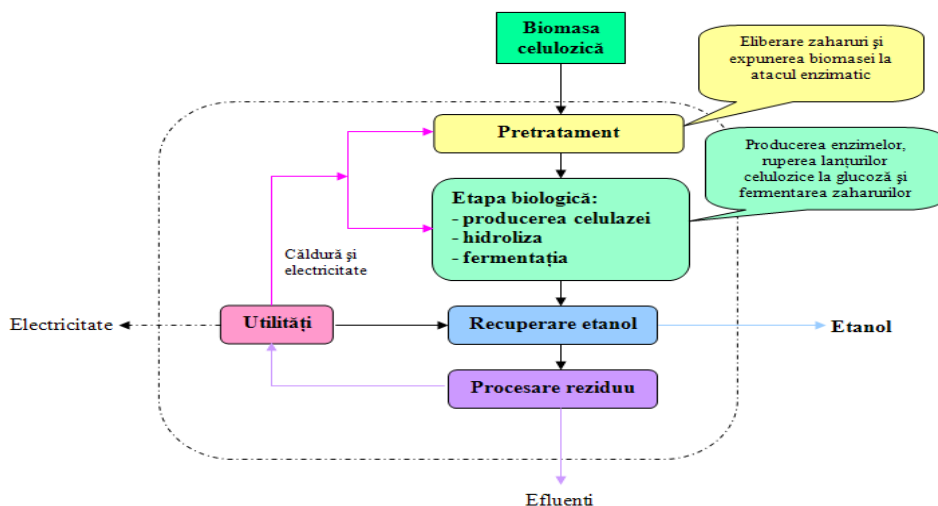 Biomasa
celulozică
Eliberare zaharuri şi
expunerea biomasei la
atacul enzimatic
Pretratament
Producerea enzimelor,
ruperea lanţurilor
celulozice la glucoză şi
fermentarea zaharurilor
Etapa biologică:
- producerea celulazei
- hidroliza
- fermentaţia
Căldură şi
electricitate
Electricitate
Utilităţi
Recuperare etanol
Etanol
Procesare reziduu
Efluenti